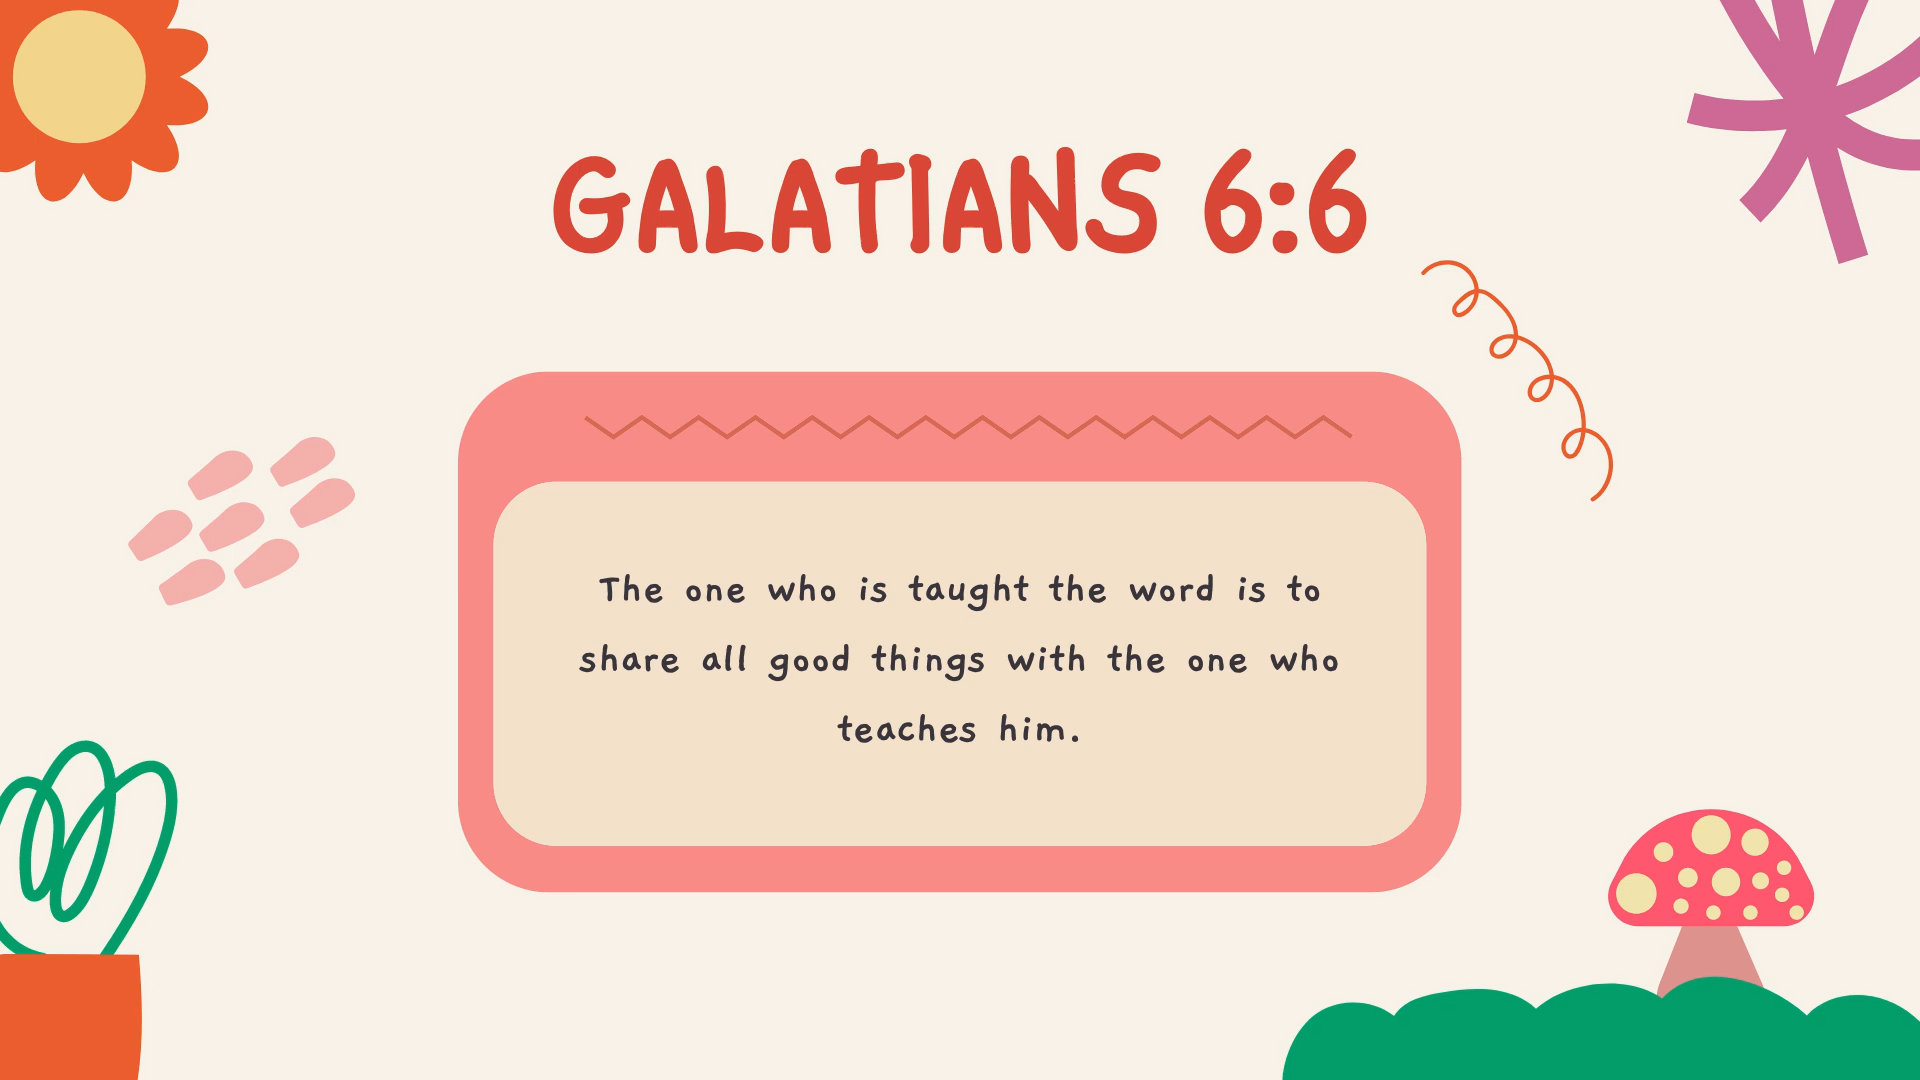 GALATIANS 6:6
The one who is taught the word is to
share all good things with the one who
teaches him.